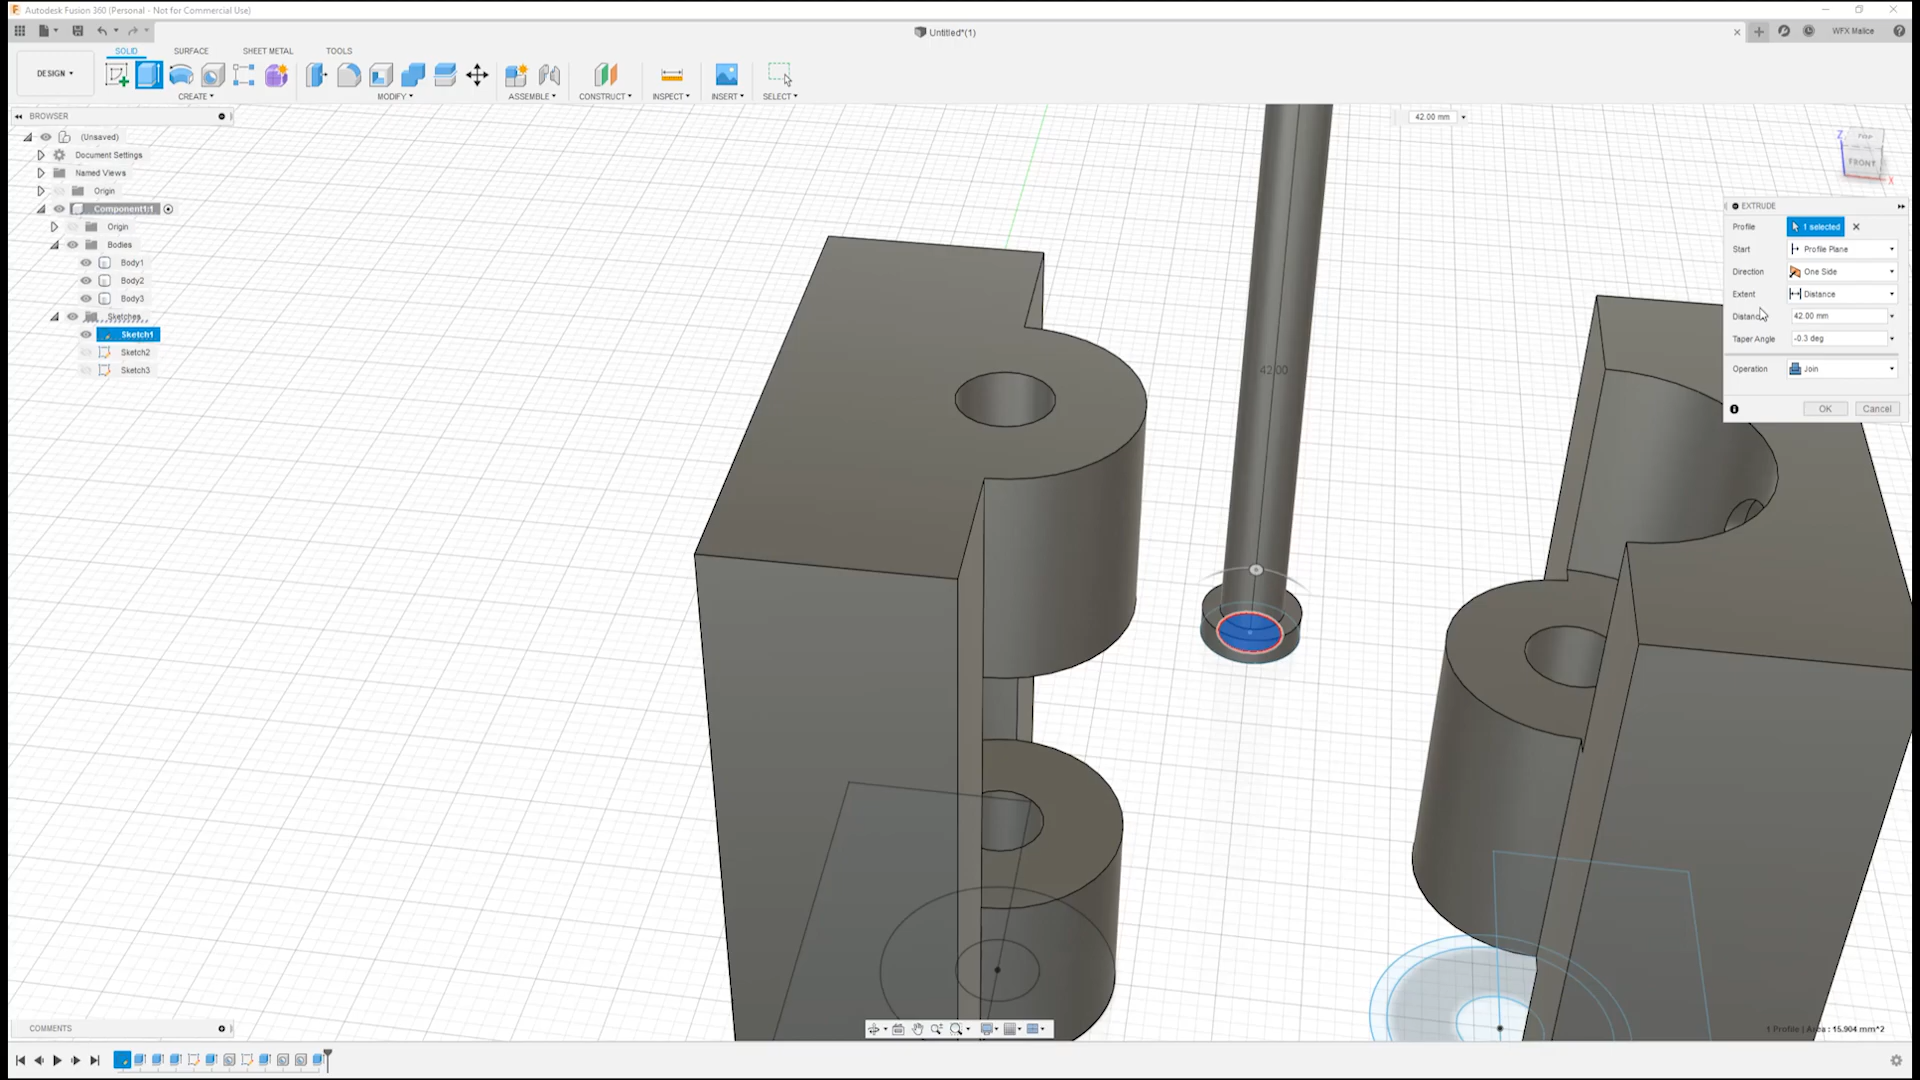 Autodesk Fusion 360 (Personal - Not for Commercial Use)
Untitled*(1)
WFX Malice
SOLID SURFACE SHEET METAL TOOLS
DESIGN
CREATE MODIFY ASSEMBLE CONSTRUCT INSPECT INSERT SELECT
BROWSER
(Unsaved)
Document Settings
Named Views
Origin
Component1:1
Origin
Bodies
Body1
Body2
Body3
Sketches
Sketch1
Sketch2
Sketch3
42.00 mm
42.00
Z
TOP
FRONT
X
EXTRUDE
Profile 1 selected
Start Profile Plane
Direction One Side
Extent Distance
Distance 42.00 mm
Taper Angle -0.3 deg
Operation Join
OK Cancel
1 Profile | Area : 15.904 mm^2
COMMENTS